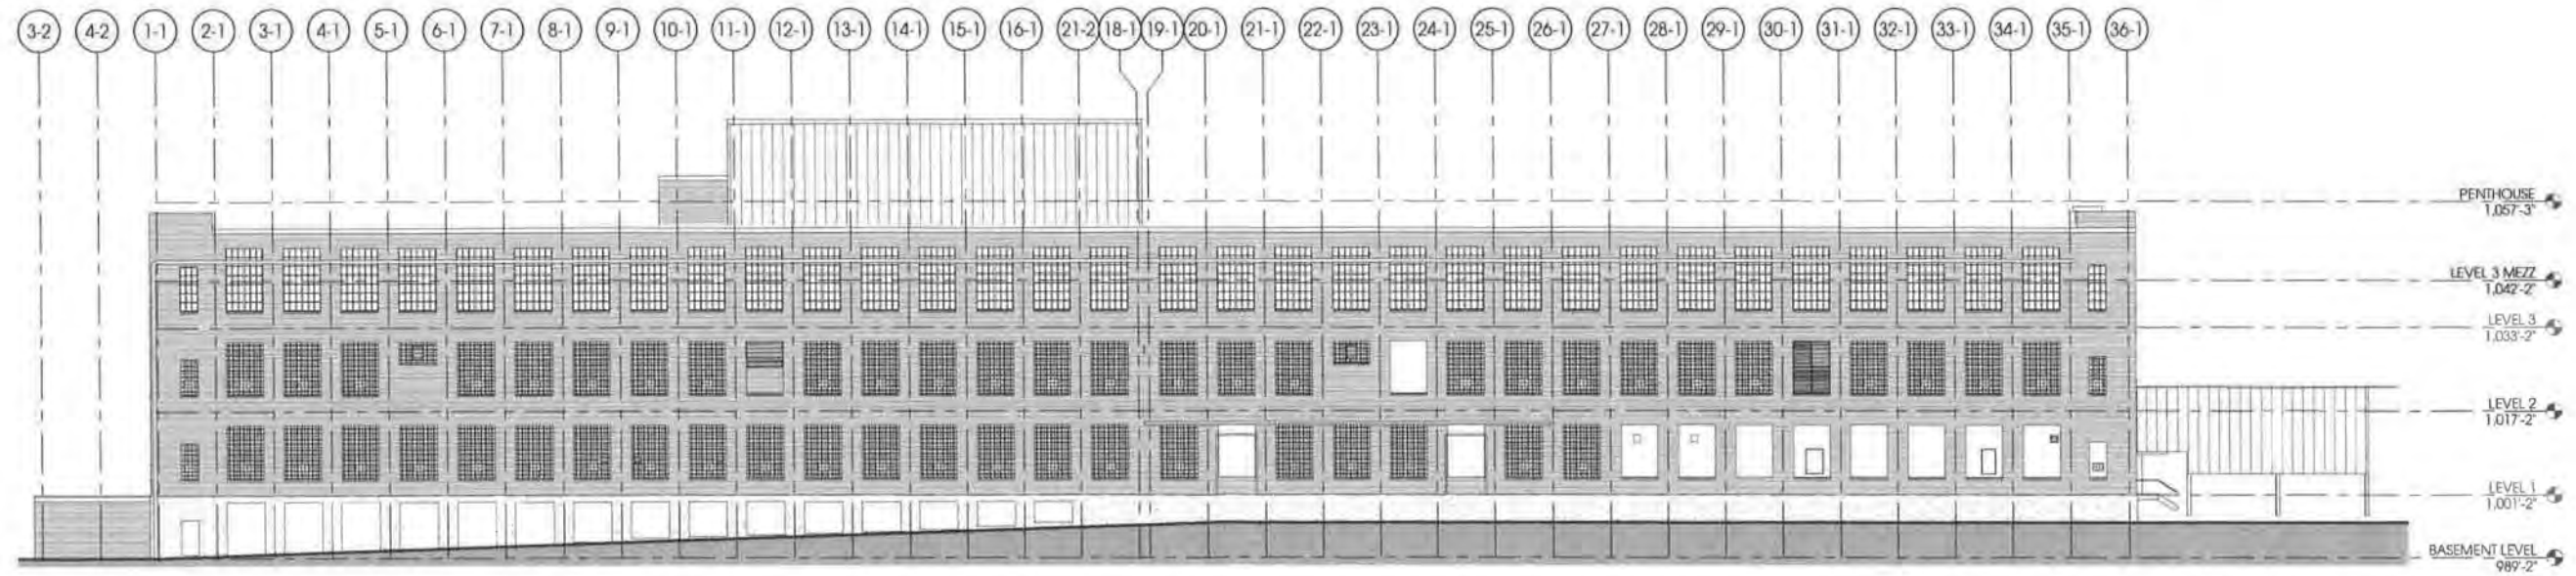 3-2 4-2 1-1 2-1 3-1 4-1 5-1 6-1 7-1 8-1 9-1 10-1 11-1 12-1 13-1 14-1 15-1 16-1 21-2 18-1 19-1 20-1 21-1 22-1 23-1 24-1 25-1 26-1 27-1 28-1 29-1 30-1 31-1 32-1 33-1 34-1 35-1 36-1
PENTHOUSE
1,057'-3"
LEVEL 3 MEZZ
1,042'-2"
LEVEL 3
1,033'-2"
LEVEL 2
1,017'-2"
LEVEL 1
1,001'-2"
BASEMENT LEVEL
989'-2"